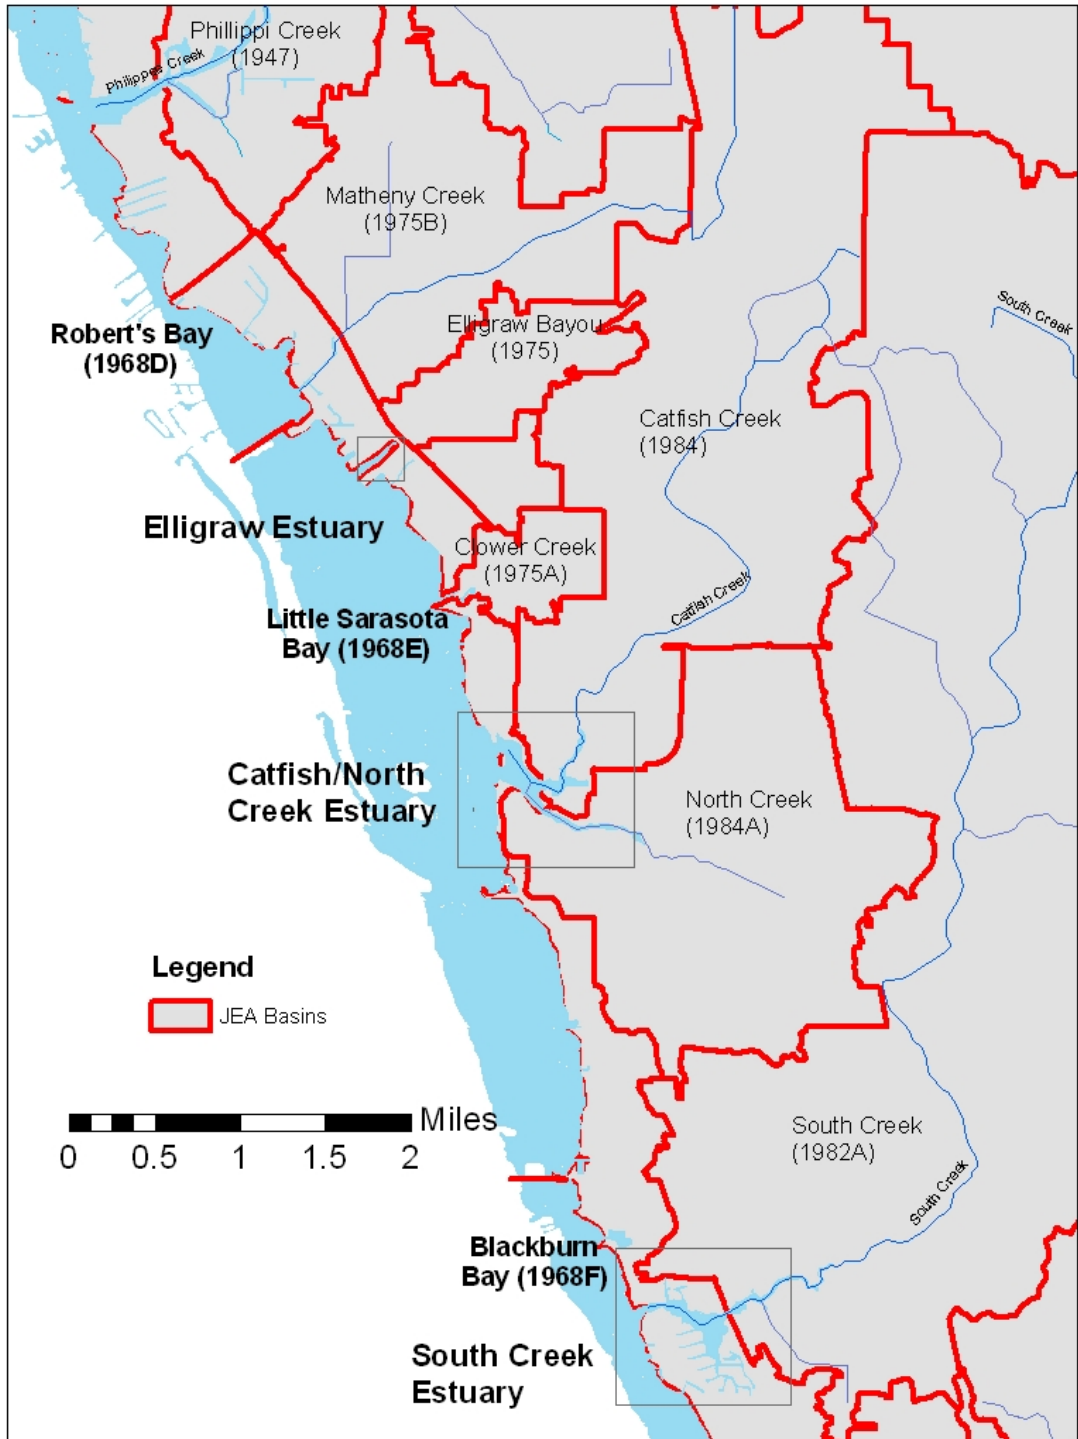 Phillippi Creek
(1947)
Philippee Creek
Matheny Creek
(1975B)
South Creek
Robert's Bay
(1968D)
Elligraw Bayou
(1975)
Catfish Creek
(1984)
Elligraw Estuary
Clower Creek
(1975A)
Catfish Creek
Little Sarasota
Bay (1968E)
Catfish/North
Creek Estuary
North Creek
(1984A)
Legend
JEA Basins
Miles
0 0.5 1 1.5 2
South Creek
(1982A)
South Creek
Blackburn
Bay (1968F)
South Creek
Estuary